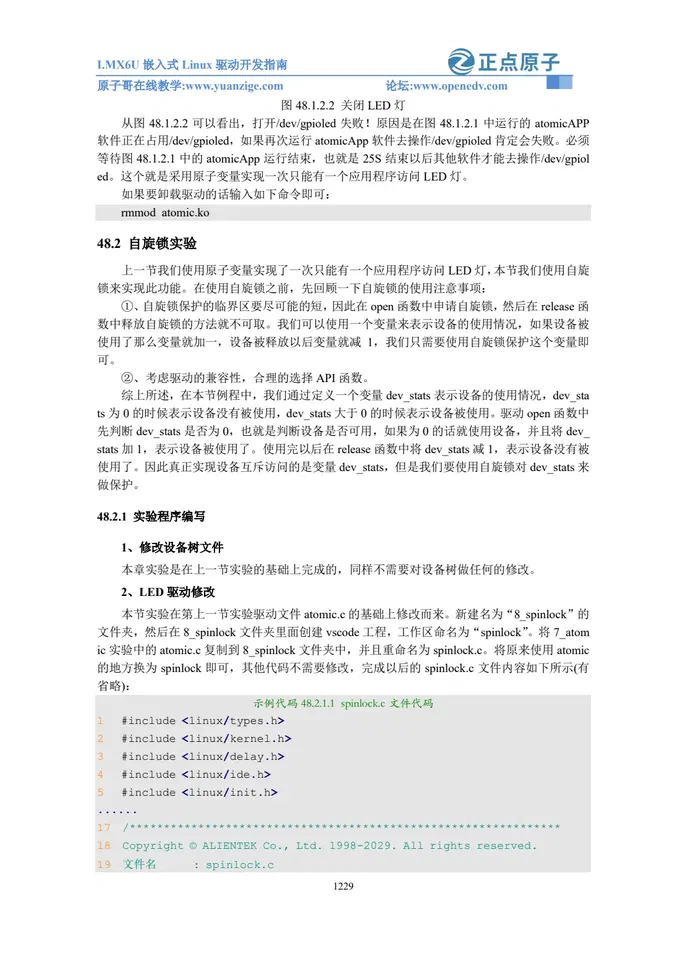 I.MX6U 嵌入式 Linux 驱动开发指南
正点原子
原子哥在线教学:www.yuanzige.com 论坛:www.openedv.com
图 48.1.2.2 关闭 LED 灯
从图 48.1.2.2 可以看出，打开/dev/gpioled 失败！原因是在图 48.1.2.1 中运行的 atomicAPP
软件正在占用/dev/gpioled，如果再次运行 atomicApp 软件去操作/dev/gpioled 肯定会失败。必须
等待图 48.1.2.1 中的 atomicApp 运行结束，也就是 25S 结束以后其他软件才能去操作/dev/gpiol
ed。这个就是采用原子变量实现一次只能有一个应用程序访问 LED 灯。
如果要卸载驱动的话输入如下命令即可：
rmmod atomic.ko
48.2 自旋锁实验
上一节我们使用原子变量实现了一次只能有一个应用程序访问 LED 灯，本节我们使用自旋
锁来实现此功能。在使用自旋锁之前，先回顾一下自旋锁的使用注意事项：
①、自旋锁保护的临界区要尽可能的短，因此在 open 函数中申请自旋锁，然后在 release 函
数中释放自旋锁的方法就不可取。我们可以使用一个变量来表示设备的使用情况，如果设备被
使用了那么变量就加一，设备被释放以后变量就减 1，我们只需要使用自旋锁保护这个变量即
可。
②、考虑驱动的兼容性，合理的选择 API 函数。
综上所述，在本节例程中，我们通过定义一个变量 dev_stats 表示设备的使用情况，dev_sta
ts 为 0 的时候表示设备没有被使用，dev_stats 大于 0 的时候表示设备被使用。驱动 open 函数中
先判断 dev_stats 是否为 0，也就是判断设备是否可用，如果为 0 的话就使用设备，并且将 dev_
stats 加 1，表示设备被使用了。使用完以后在 release 函数中将 dev_stats 减 1，表示设备没有被
使用了。因此真正实现设备互斥访问的是变量 dev_stats，但是我们要使用自旋锁对 dev_stats 来
做保护。
48.2.1 实验程序编写
1、修改设备树文件
本章实验是在上一节实验的基础上完成的，同样不需要对设备树做任何的修改。
2、LED 驱动修改
本节实验在第上一节实验驱动文件 atomic.c 的基础上修改而来。新建名为“8_spinlock”的
文件夹，然后在 8_spinlock 文件夹里面创建 vscode 工程，工作区命名为“spinlock”。将 7_atom
ic 实验中的 atomic.c 复制到 8_spinlock 文件夹中，并且重命名为 spinlock.c。将原来使用 atomic
的地方换为 spinlock 即可，其他代码不需要修改，完成以后的 spinlock.c 文件内容如下所示(有
省略)：
示例代码 48.2.1.1 spinlock.c 文件代码
1 #include <linux/types.h>
2 #include <linux/kernel.h>
3 #include <linux/delay.h>
4 #include <linux/ide.h>
5 #include <linux/init.h>
......
17 /***************************************************************
18 Copyright © ALIENTEK Co., Ltd. 1998-2029. All rights reserved.
19 文件名 : spinlock.c
1229